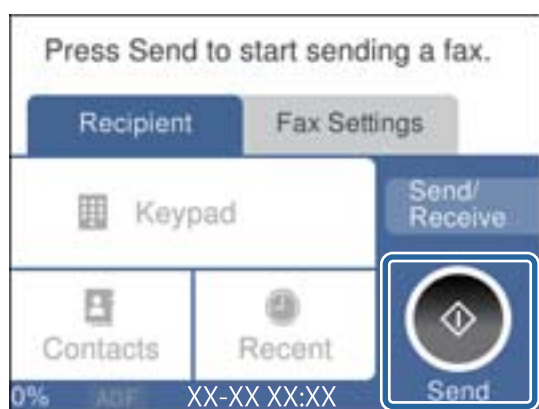 Press Send to start sending a fax.
Recipient
Fax Settings
Keypad
Send/
Receive
Contacts
Recent
0%
ADF
XX-XX XX:XX
Send